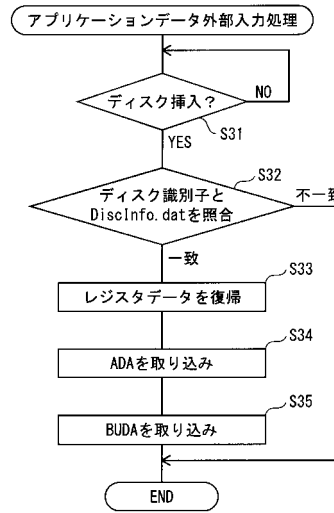 アプリケーションデータ外部入力処理
ディスク挿入?
NO
S31
YES
S32
ディスク識別子と
DiscInfo.datを照合
不一致
一致
S33
レジスタデータを復帰
S34
ADAを取り込み
S35
BUDAを取り込み
END